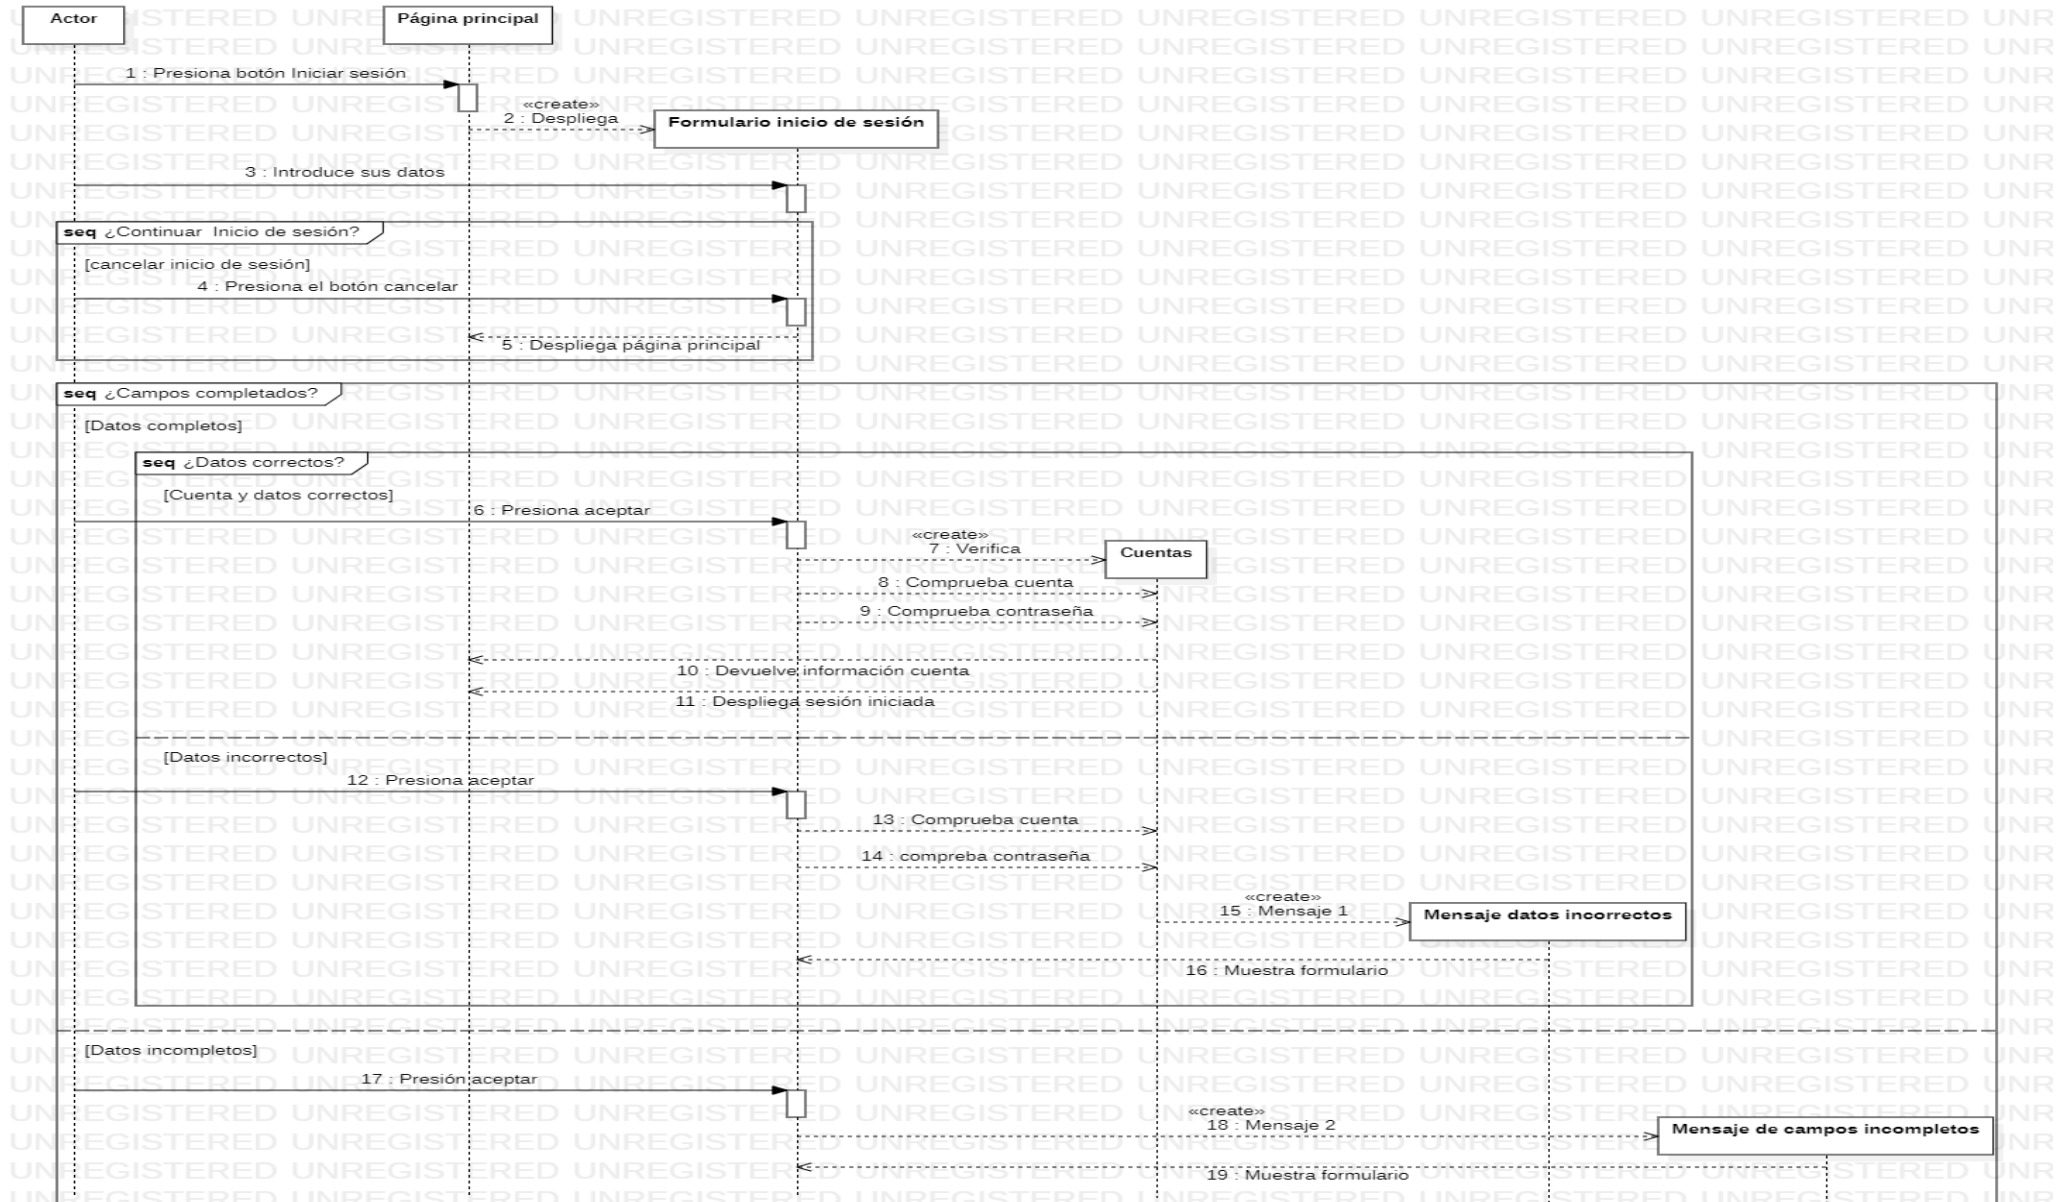 Actor
Página principal
1 : Presiona botón Iniciar sesión
«create»
2 : Despliega
Formulario inicio de sesión
3 : Introduce sus datos
seq ¿Continuar Inicio de sesión?
[cancelar inicio de sesión]
4 : Presiona el botón cancelar
5 : Despliega página principal
seq ¿Campos completados?
[Datos completos]
seq ¿Datos correctos?
[Cuenta y datos correctos]
6 : Presiona aceptar
«create»
7 : Verifica
Cuentas
8 : Comprueba cuenta
9 : Comprueba contraseña
10 : Devuelve información cuenta
11 : Despliega sesión iniciada
[Datos incorrectos]
12 : Presiona aceptar
13 : Comprueba cuenta
14 : compreba contraseña
«create»
15 : Mensaje 1
Mensaje datos incorrectos
16 : Muestra formulario
[Datos incompletos]
17 : Presión aceptar
«create»
18 : Mensaje 2
Mensaje de campos incompletos
19 : Muestra formulario
UNREGISTERED